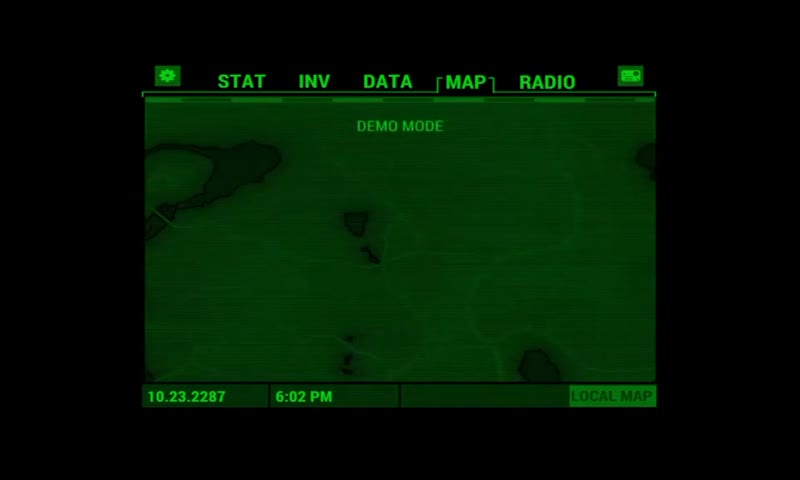 STAT INV DATA MAP RADIO
DEMO MODE
10.23.2287 6:02 PM LOCAL MAP